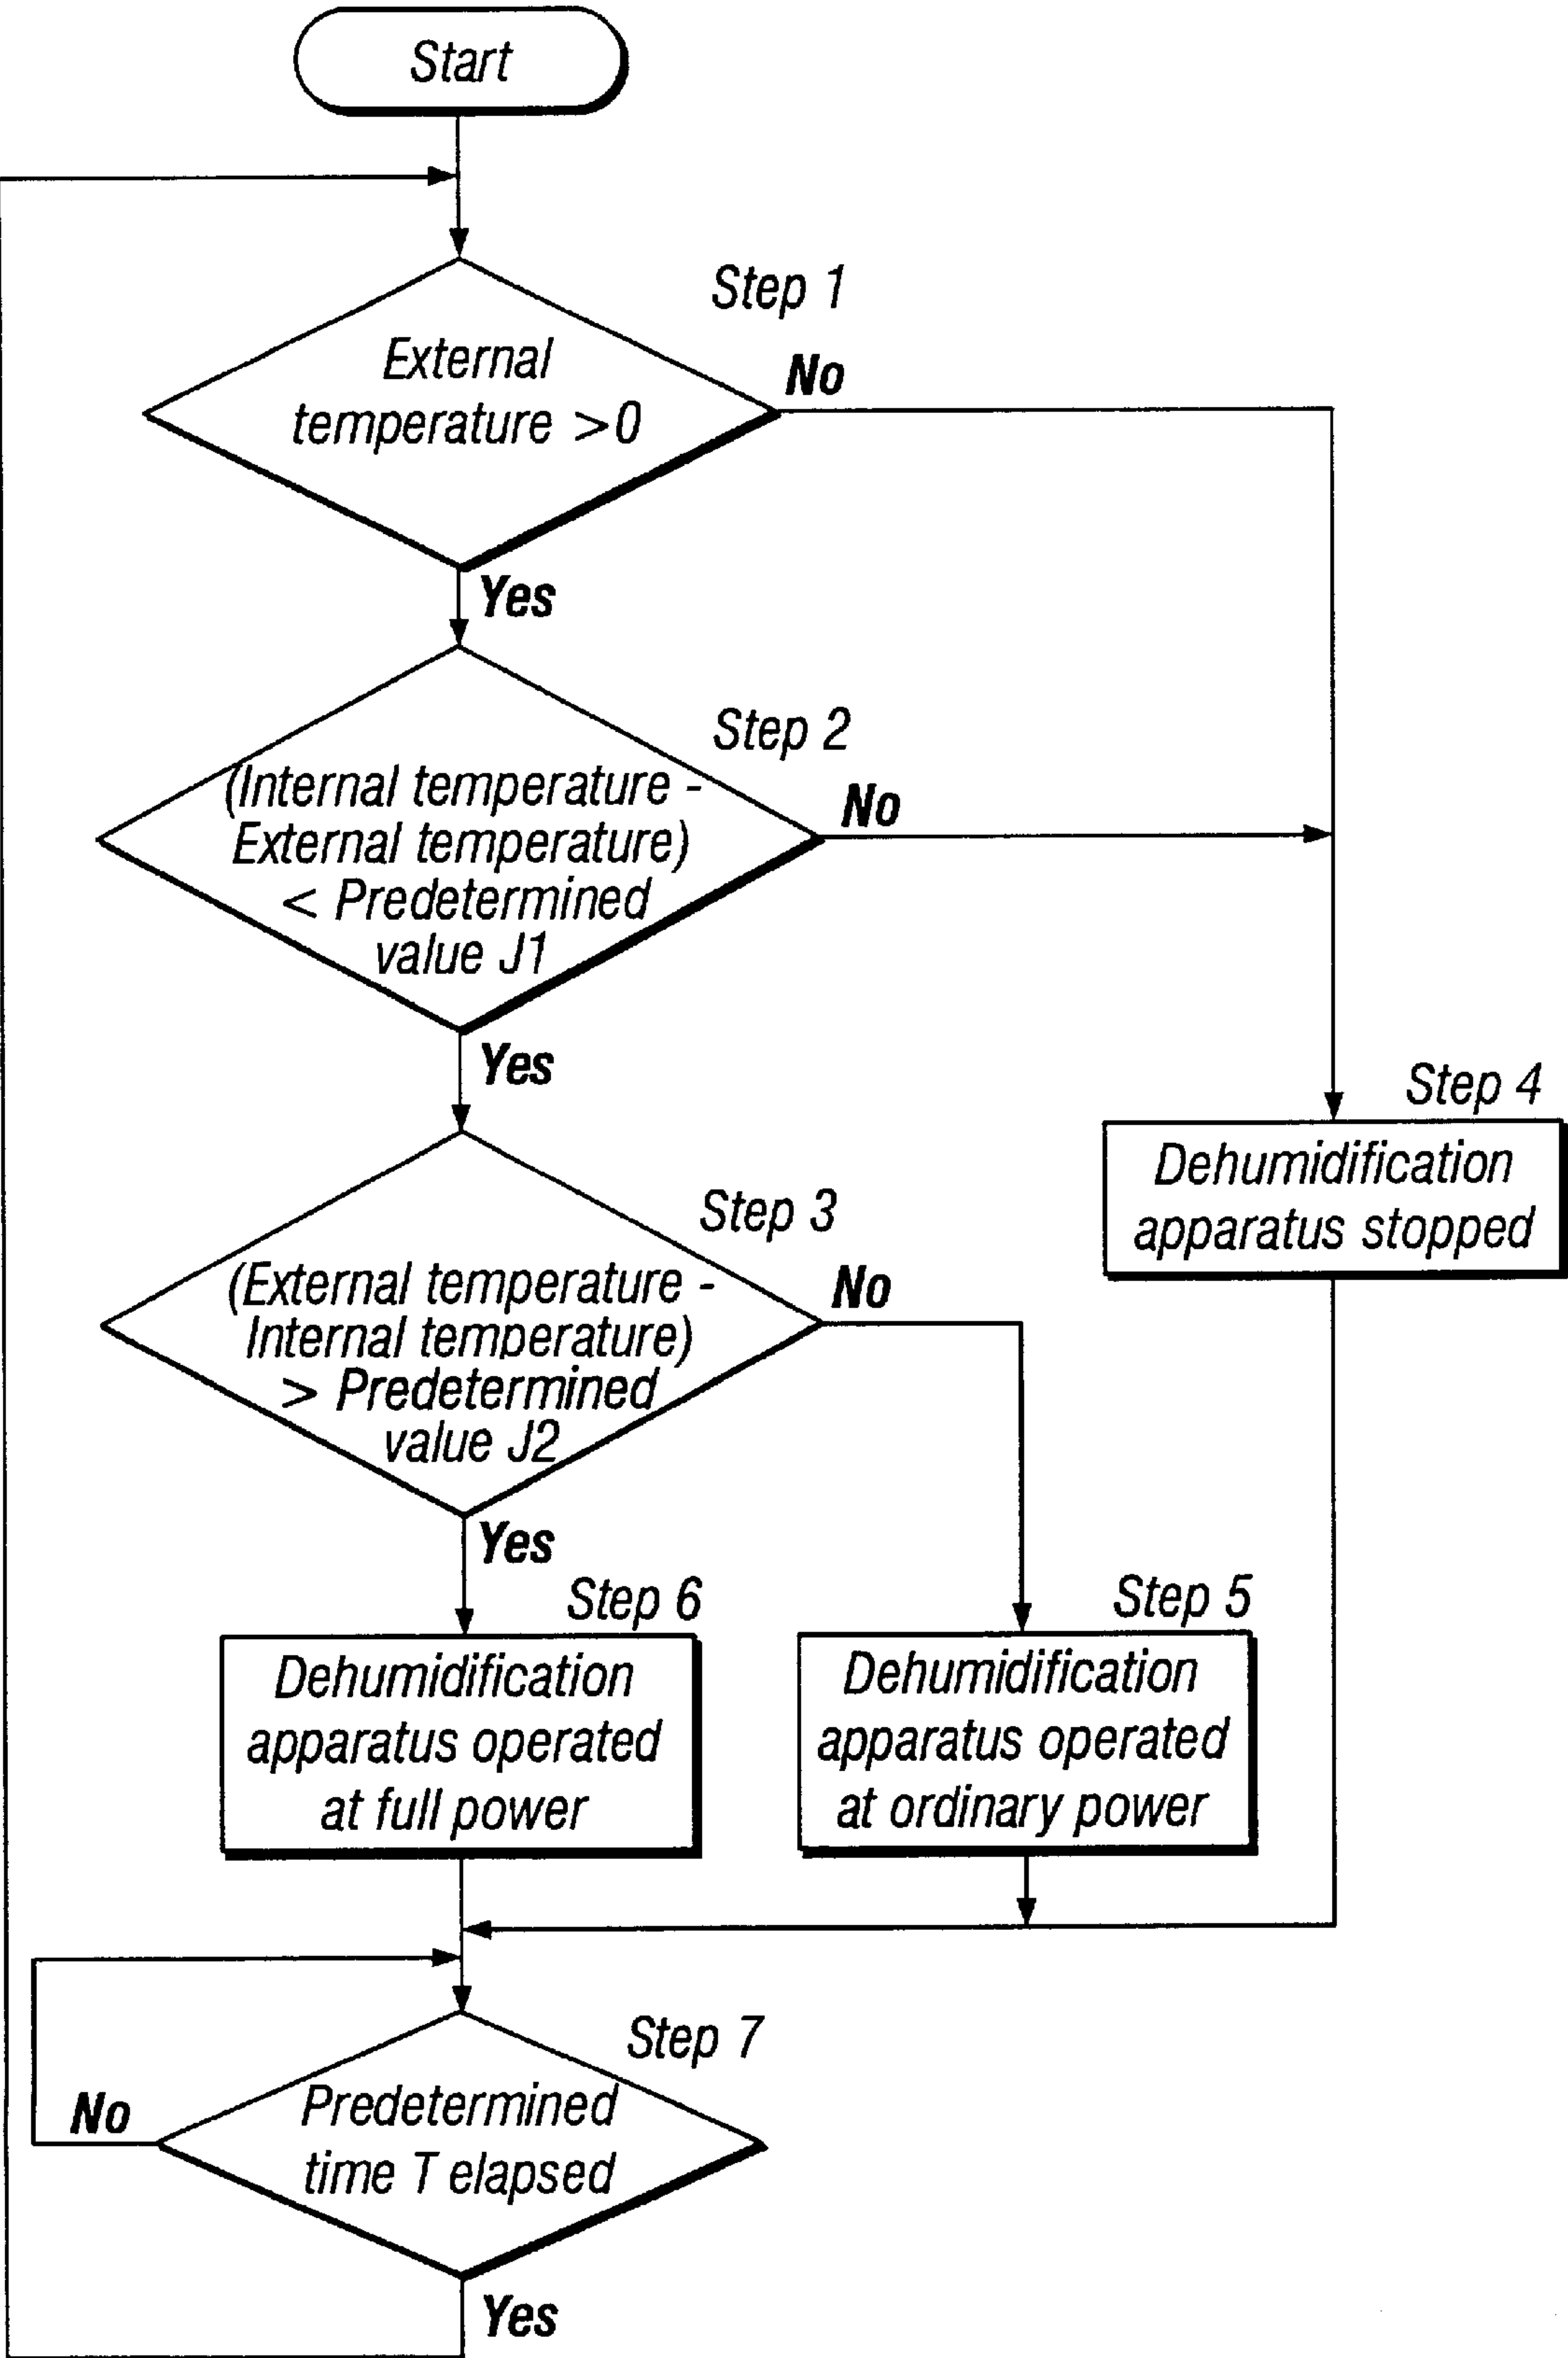 Start
Step 1
External
temperature >0
No
Yes
Step 2
(Internal temperature -
External temperature)
< Predetermined
value J1
No
Yes
Step 4
Dehumidification
apparatus stopped
Step 3
(External temperature -
Internal temperature)
> Predetermined
value J2
No
Yes
Step 6
Dehumidification
apparatus operated
at full power
Step 5
Dehumidification
apparatus operated
at ordinary power
Step 7
Predetermined
time T elapsed
No
Yes